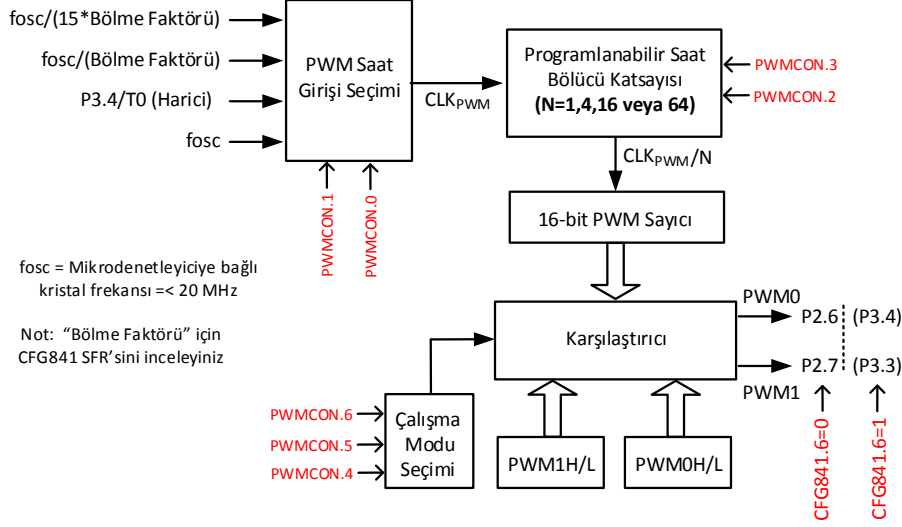 fosc/(15*Bölme Faktörü)
fosc/(Bölme Faktörü)
P3.4/T0 (Harici)
fosc
PWM Saat
Girişi Seçimi
CLKPWM
Programlanabilir Saat
Bölücü Katsayısı
(N=1,4,16 veya 64)
PWMCON.3
PWMCON.2
PWMCON.1
PWMCON.0
CLKPWM/N
16-bit PWM Sayıcı
fosc = Mikrodenetleyiciye bağlı
kristal frekansı =< 20 MHz
Not: “Bölme Faktörü” için
CFG841 SFR’sini inceleyiniz
Karşılaştırıcı
PWM0
P2.6 (P3.4)
P2.7 (P3.3)
PWM1
PWMCON.6
PWMCON.5
PWMCON.4
Çalışma
Modu
Seçimi
PWM1H/L
PWM0H/L
CFG841.6=0
CFG841.6=1